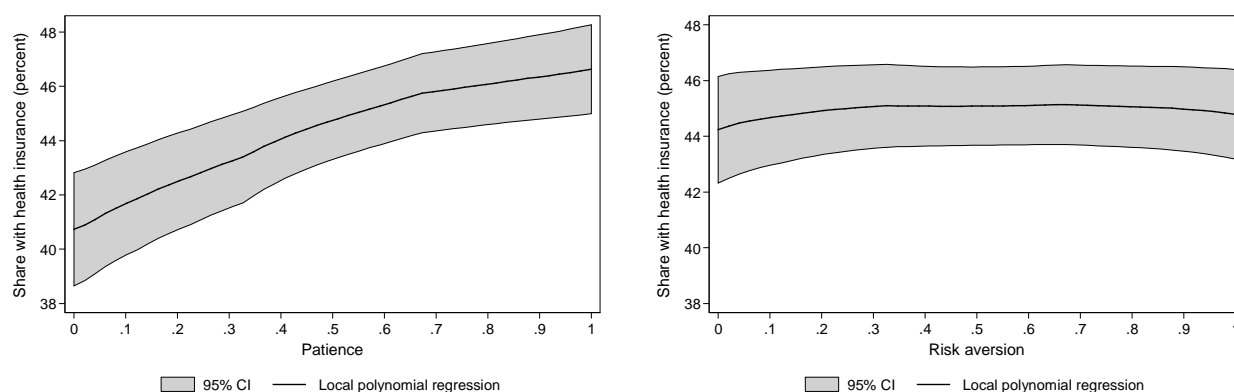 Share with health insurance (percent)
48
46
44
42
40
38
0 .1 .2 .3 .4 .5 .6 .7 .8 .9 1
Patience
95% CI Local polynomial regression
Share with health insurance (percent)
48
46
44
42
40
38
0 .1 .2 .3 .4 .5 .6 .7 .8 .9 1
Risk aversion
95% CI Local polynomial regression